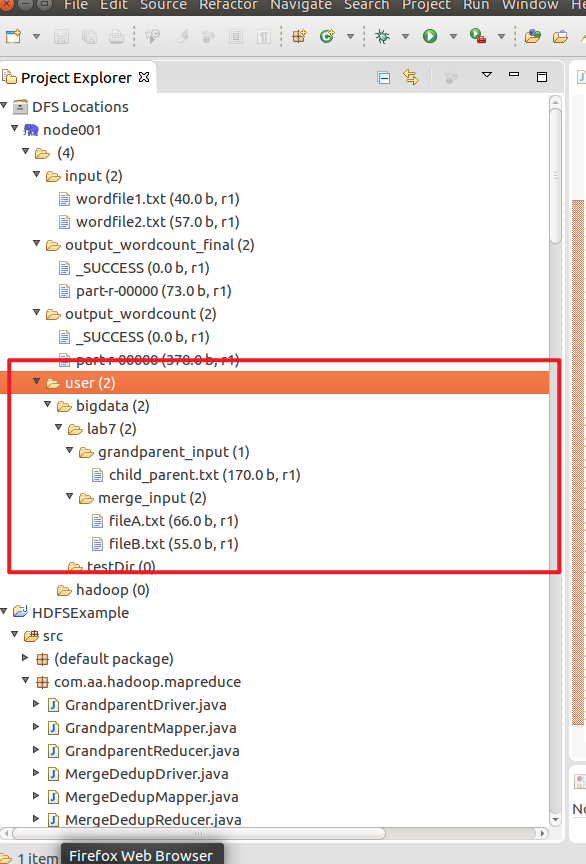 File Edit Source Refactor Navigate Search Project Run Window He
Project Explorer
DFS Locations
node001
(4)
input (2)
wordfile1.txt (40.0 b, r1)
wordfile2.txt (57.0 b, r1)
output_wordcount_final (2)
_SUCCESS (0.0 b, r1)
part-r-00000 (73.0 b, r1)
output_wordcount (2)
_SUCCESS (0.0 b, r1)
part-r-00000 (378.0 b, r1)
user (2)
bigdata (2)
lab7 (2)
grandparent_input (1)
child_parent.txt (170.0 b, r1)
merge_input (2)
fileA.txt (66.0 b, r1)
fileB.txt (55.0 b, r1)
testDir (0)
hadoop (0)
HDFSExample
src
(default package)
com.aa.hadoop.mapreduce
GrandparentDriver.java
GrandparentMapper.java
GrandparentReducer.java
MergeDedupDriver.java
MergeDedupMapper.java
MergeDedupReducer.java
No
1 item
Firefox Web Browser